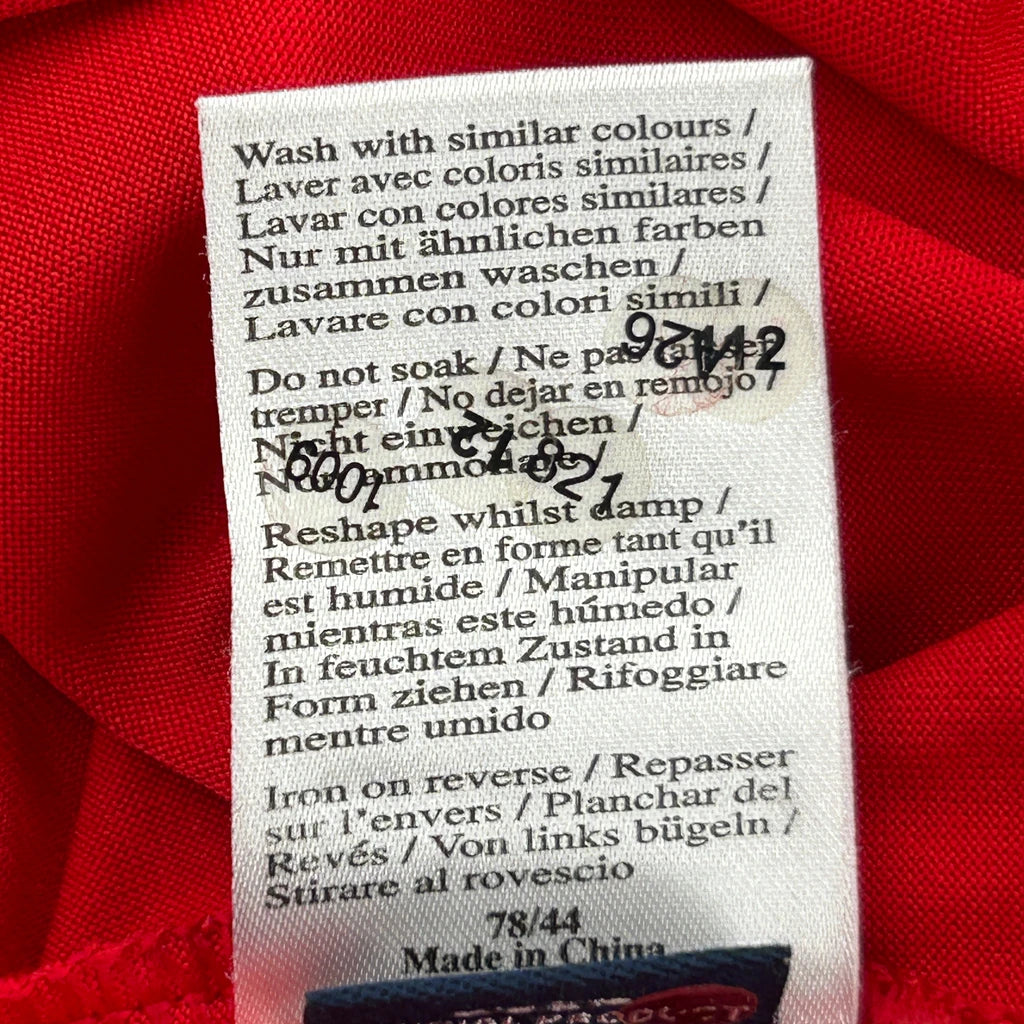 Wash with similar colours /
Laver avec coloris similaires /
Lavar con colores similares /
Nur mit ähnlichen farben
zusammen waschen /
Lavare con colori simili /
Do not soak / Ne pas laisser
tremper / No dejar en remojo /
Nicht einweichen /
Reshape whilst damp /
Remettre en forme tant qu'il
est humide / Manipular
mientras este húmedo /
In feuchtem Zustand in
Form ziehen / Rifoggiare
mentre umido
Iron on reverse / Repasser
sur l'envers / Planchar del
Revés / Von links bügeln /
Stirare al rovescio
78/44
Made in China